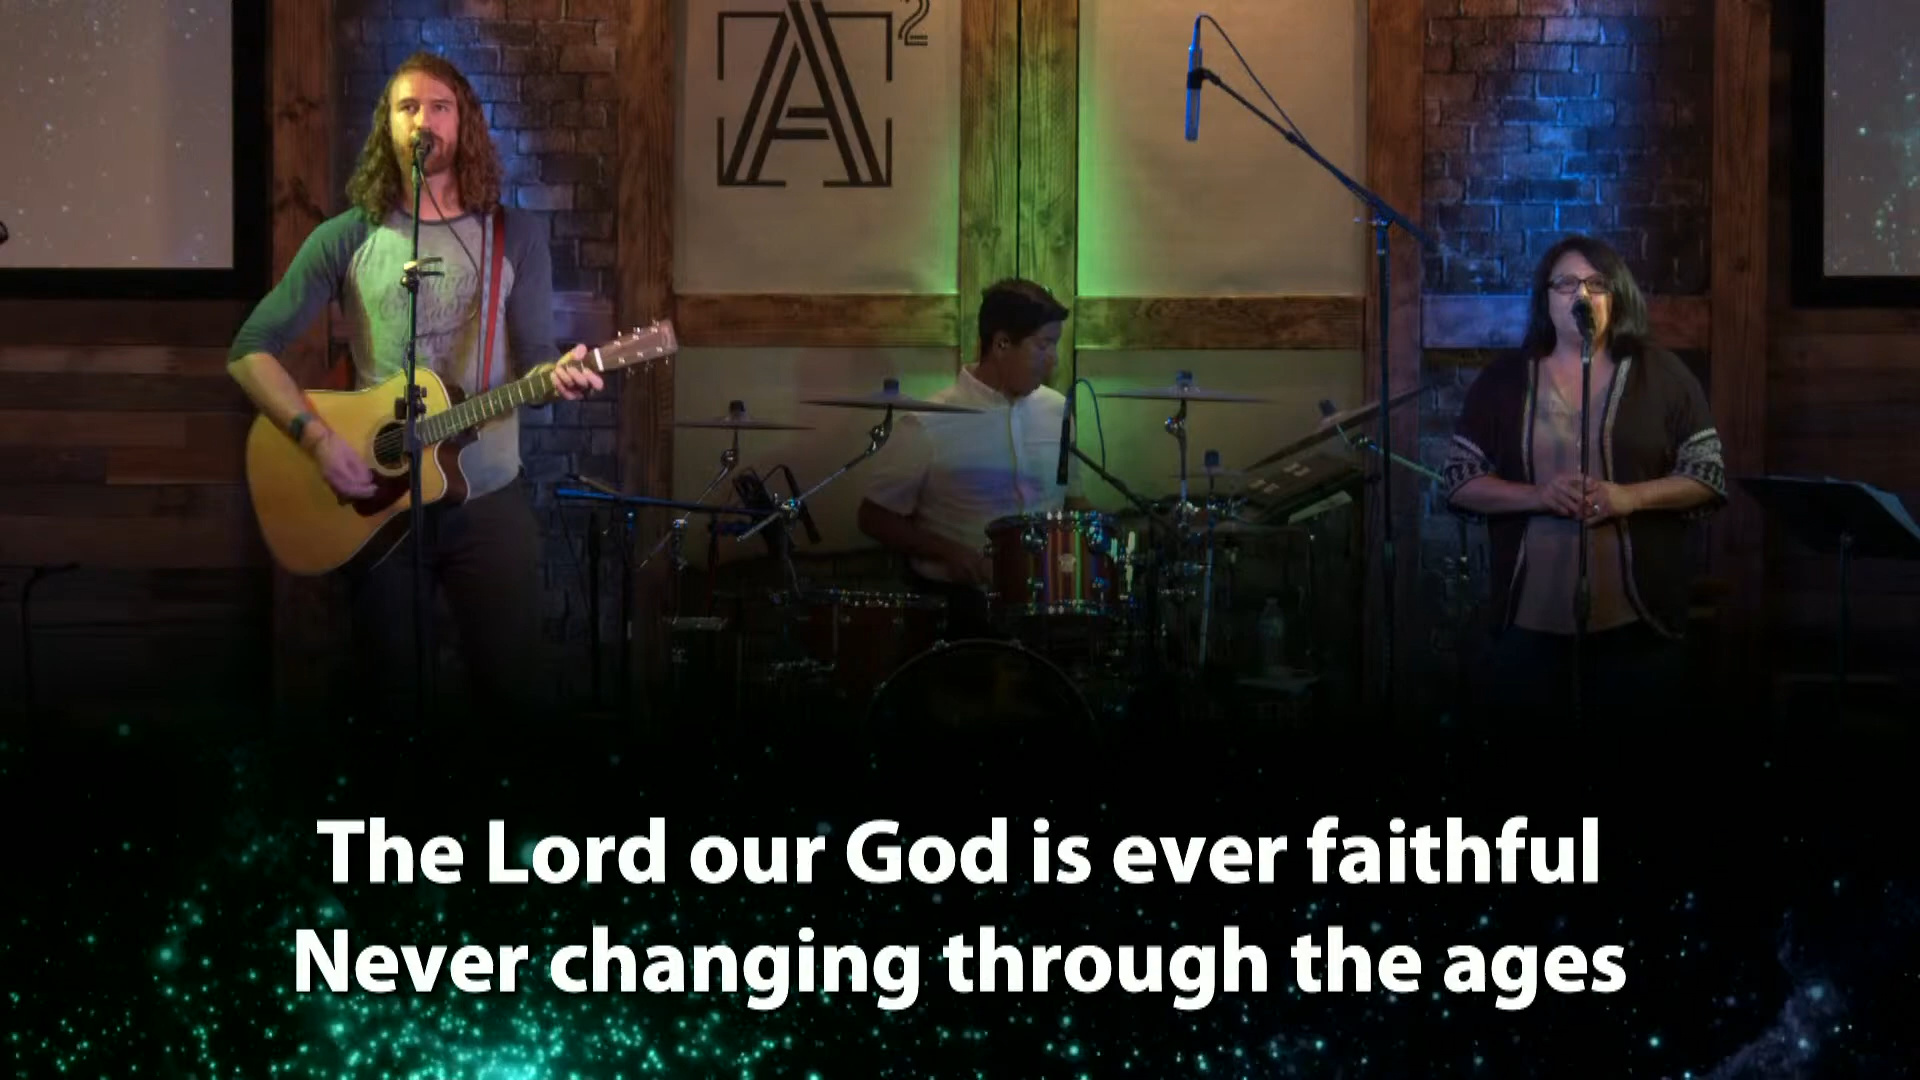 A2
The Lord our God is ever faithful
Never changing through the ages